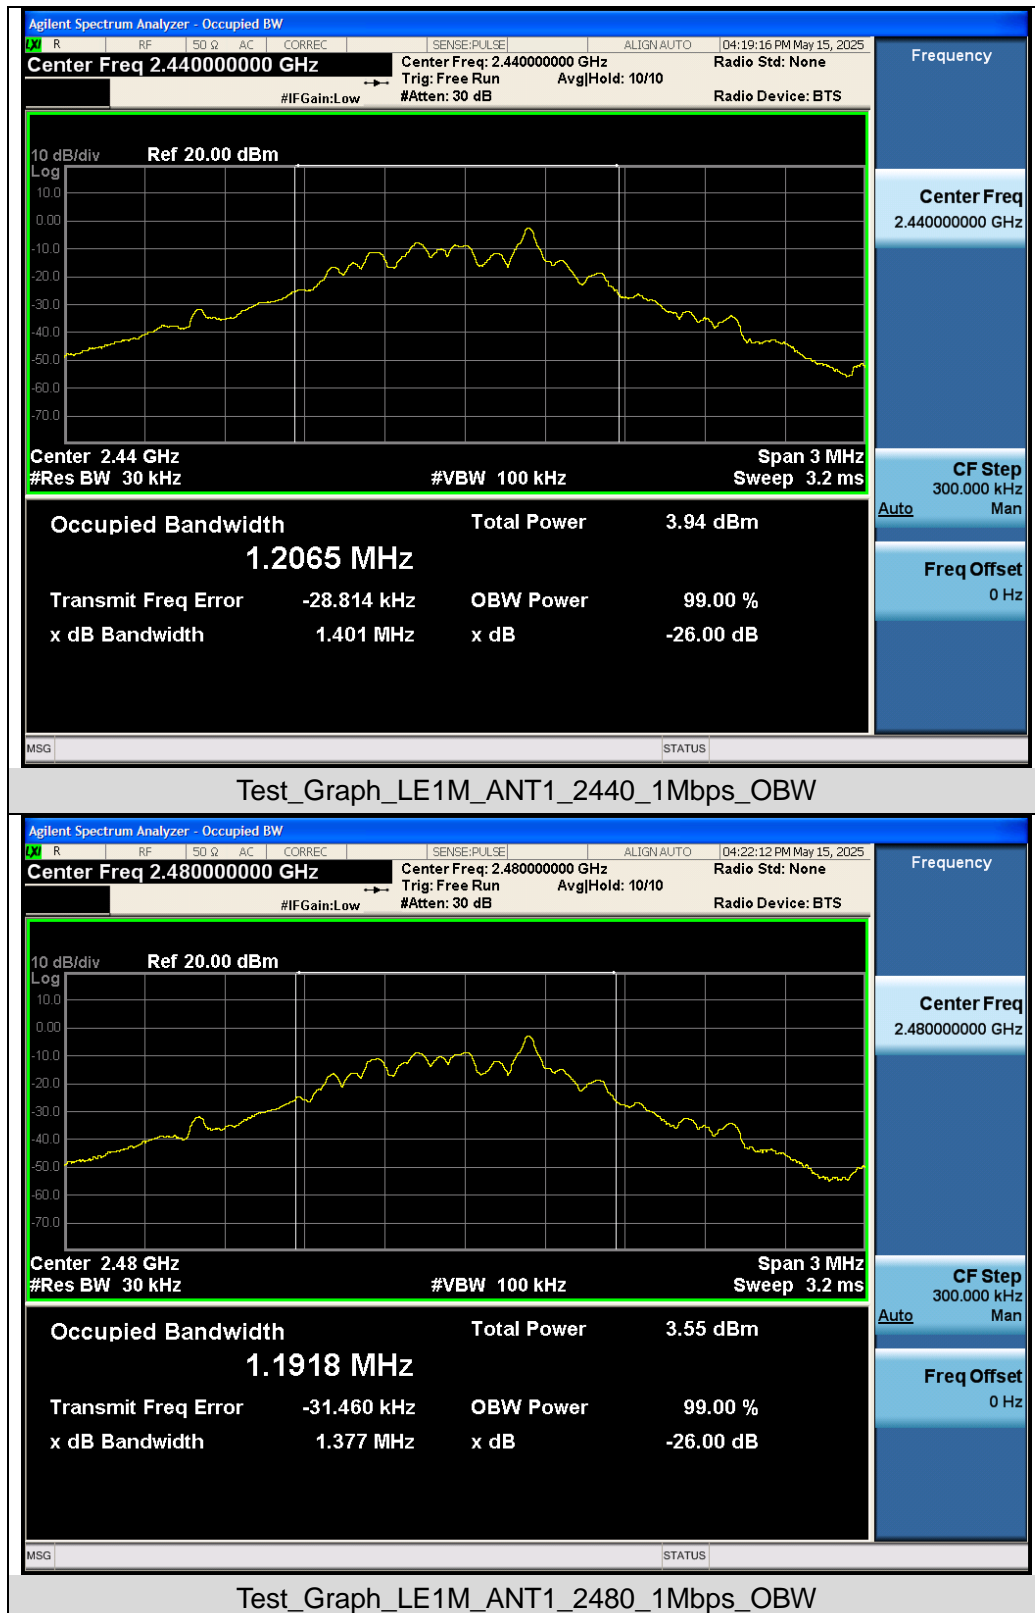 Agilent Spectrum Analyzer - Occupied BW
LXI R RF 50 Ω AC CORREC SENSE:PULSE ALIGN AUTO 04:19:16 PM May 15, 2025
Center Freq 2.440000000 GHz
Center Freq: 2.440000000 GHz Radio Std: None
Trig: Free Run Avg|Hold: 10/10
#IFGain:Low #Atten: 30 dB Radio Device: BTS
Frequency
10 dB/div Ref 20.00 dBm
Log
10.0
0.00
-10.0
-20.0
-30.0
-40.0
-50.0
-60.0
-70.0
Center 2.44 GHz Span 3 MHz
#Res BW 30 kHz #VBW 100 kHz Sweep 3.2 ms
Center Freq
2.440000000 GHz
CF Step
300.000 kHz
Auto Man
Freq Offset
0 Hz
Occupied Bandwidth Total Power 3.94 dBm
1.2065 MHz
Transmit Freq Error -28.814 kHz OBW Power 99.00 %
x dB Bandwidth 1.401 MHz x dB -26.00 dB
MSG STATUS
Test_Graph_LE1M_ANT1_2440_1Mbps_OBW
Agilent Spectrum Analyzer - Occupied BW
LXI R RF 50 Ω AC CORREC SENSE:PULSE ALIGN AUTO 04:22:12 PM May 15, 2025
Center Freq 2.480000000 GHz
Center Freq: 2.480000000 GHz Radio Std: None
Trig: Free Run Avg|Hold: 10/10
#IFGain:Low #Atten: 30 dB Radio Device: BTS
Frequency
10 dB/div Ref 20.00 dBm
Log
10.0
0.00
-10.0
-20.0
-30.0
-40.0
-50.0
-60.0
-70.0
Center 2.48 GHz Span 3 MHz
#Res BW 30 kHz #VBW 100 kHz Sweep 3.2 ms
Center Freq
2.480000000 GHz
CF Step
300.000 kHz
Auto Man
Freq Offset
0 Hz
Occupied Bandwidth Total Power 3.55 dBm
1.1918 MHz
Transmit Freq Error -31.460 kHz OBW Power 99.00 %
x dB Bandwidth 1.377 MHz x dB -26.00 dB
MSG STATUS
Test_Graph_LE1M_ANT1_2480_1Mbps_OBW